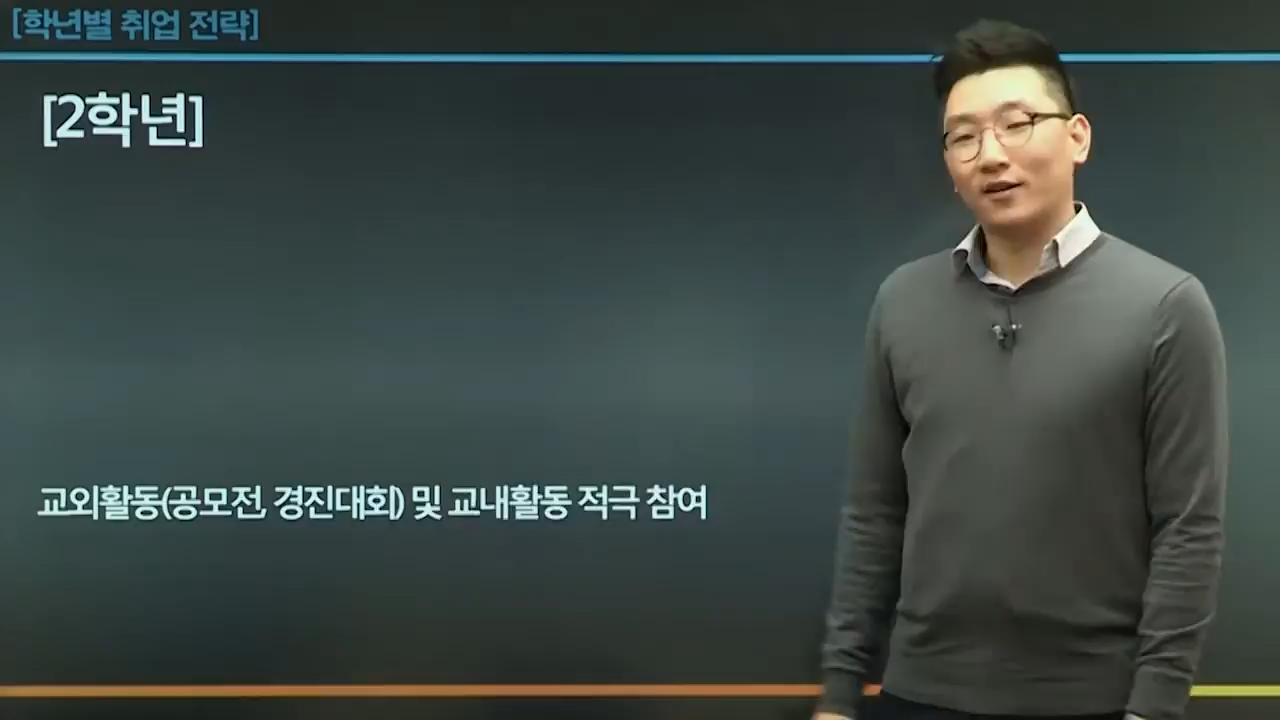 [학년별 취업 전략]
[2학년]
교외활동(공모전, 경진대회) 및 교내활동 적극 참여